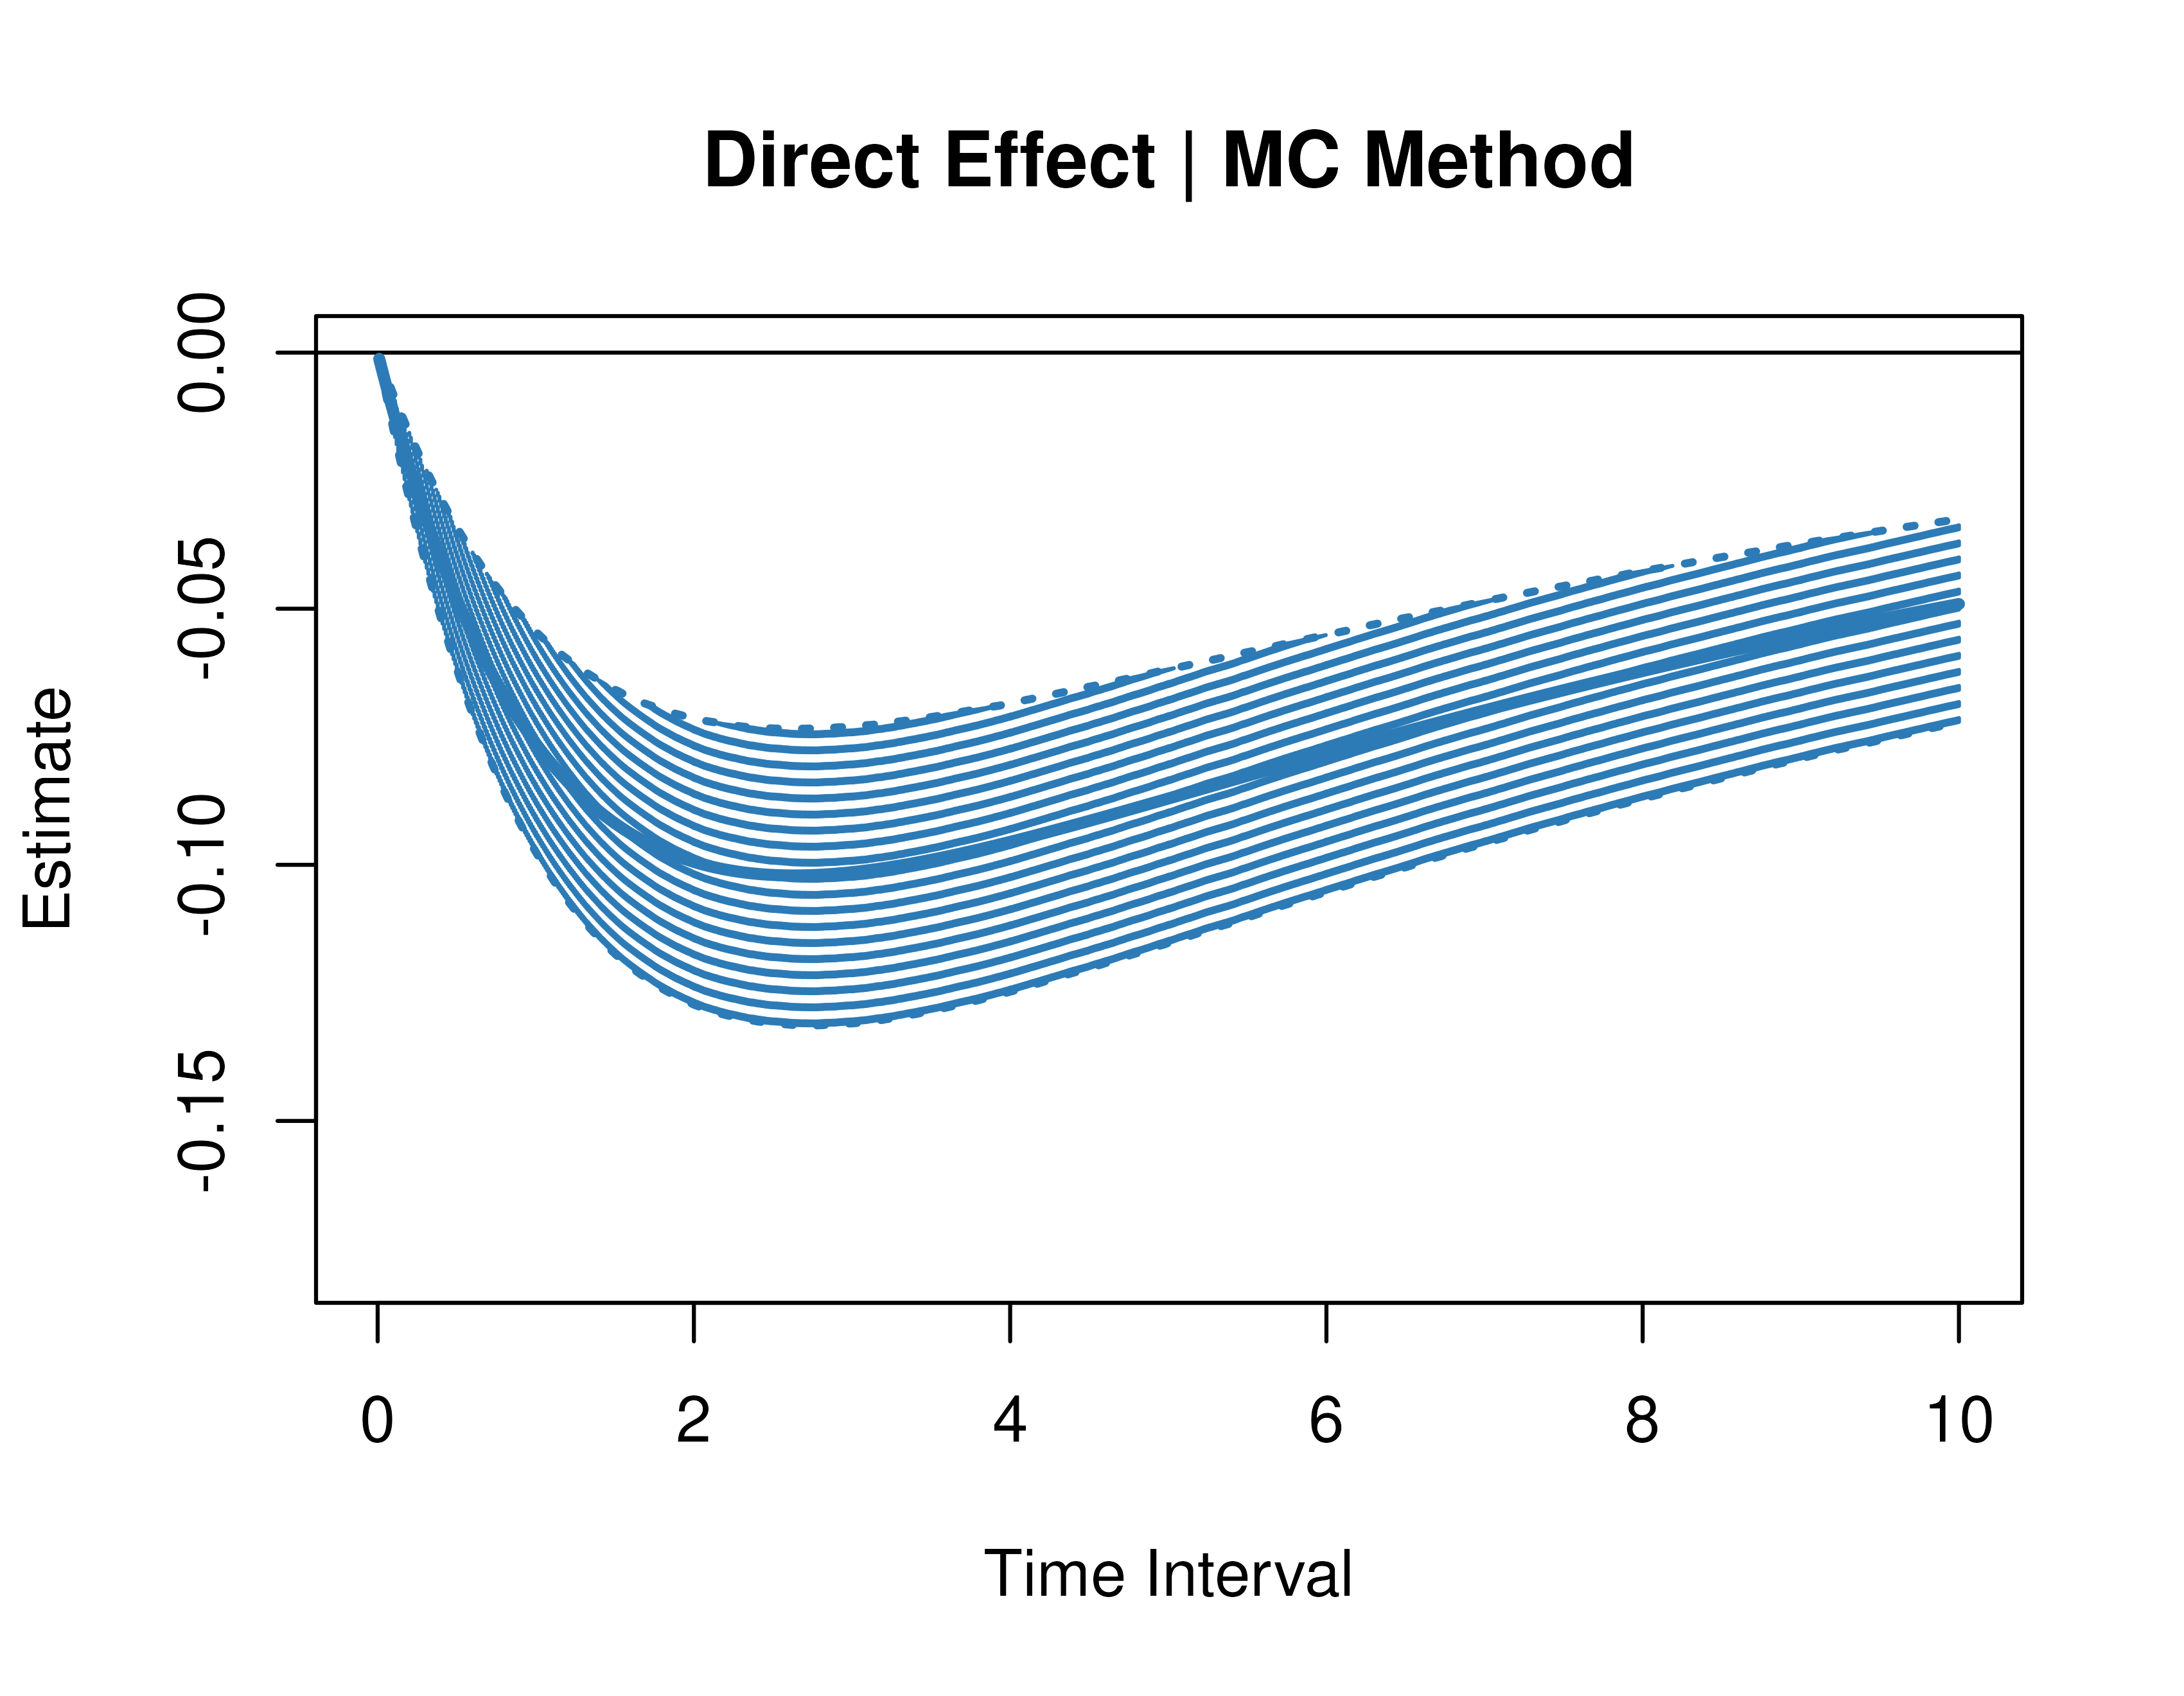 Direct Effect | MC Method
Estimate
0.00
-0.05
-0.10
-0.15
0 2 4 6 8 10
Time Interval